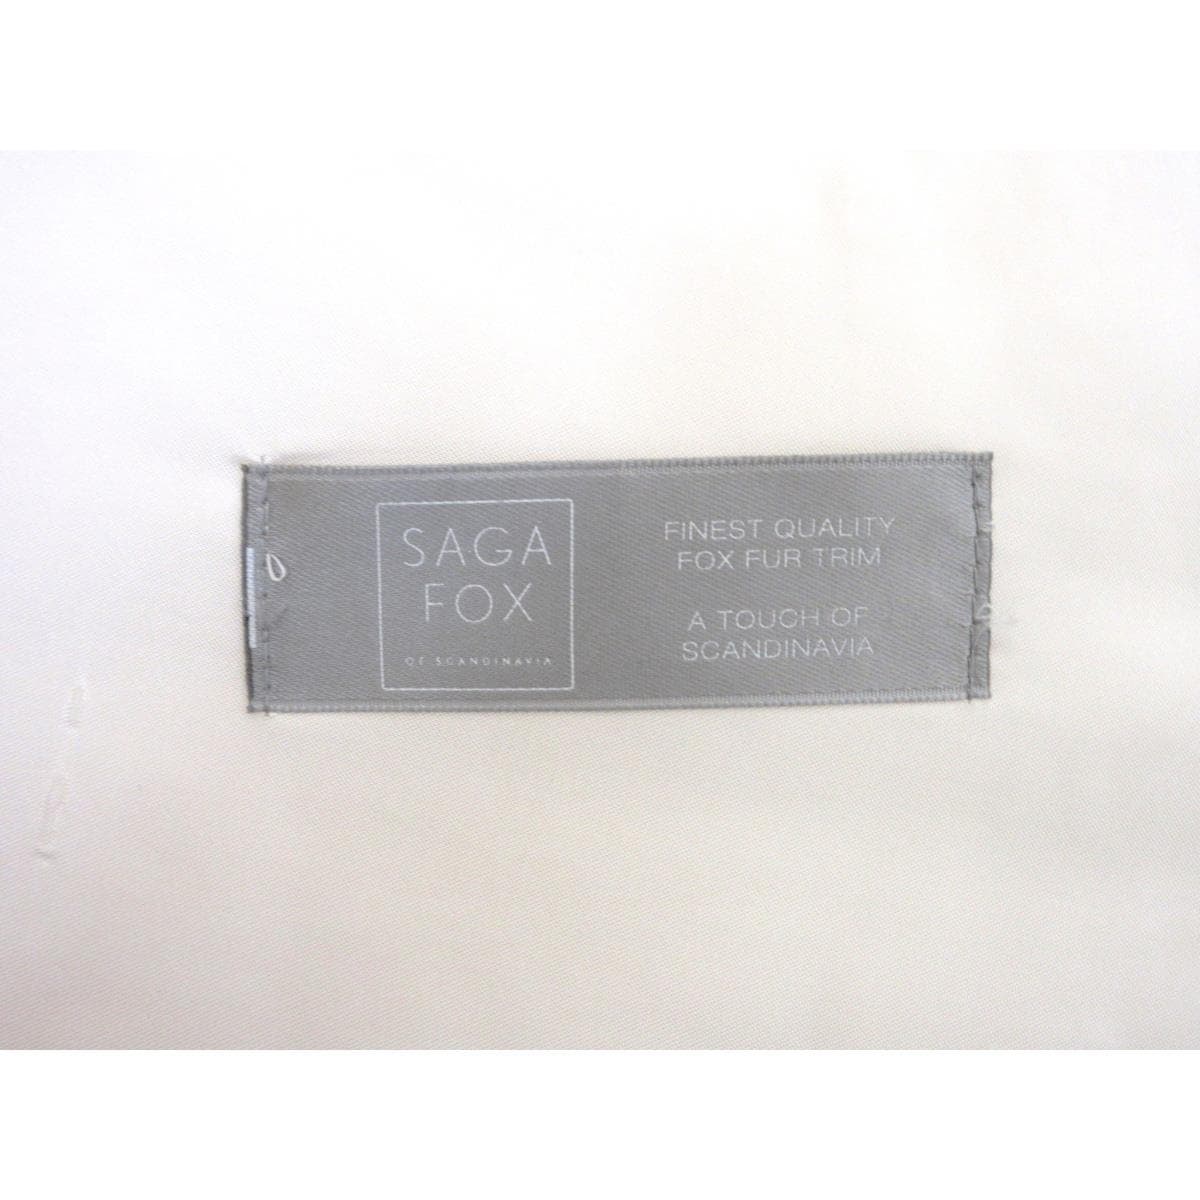 SAGA
FOX
OF SCANDINAVIA
FINEST QUALITY
FOX FUR TRIM
A TOUCH OF
SCANDINAVIA